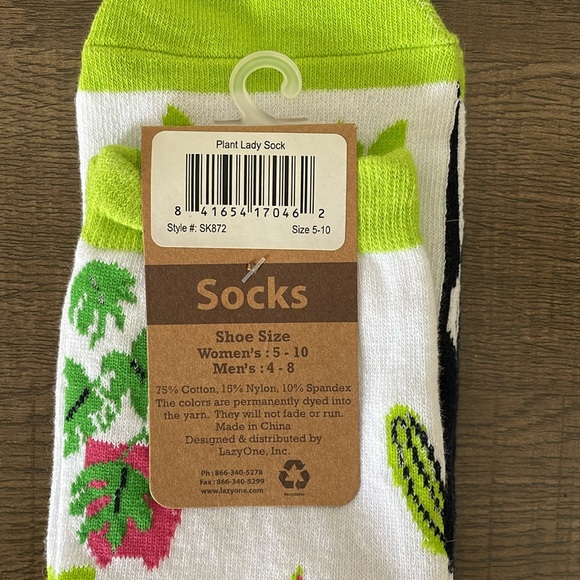 Plant Lady Sock
8 41654 17046 2
Style #: SK872 Size 5-10
Socks
Shoe Size
Women's : 5 - 10
Men's : 4 - 8
75% Cotton, 15% Nylon, 10% Spandex
The colors are permanently dyed into
the yarn. They will not fade or run.
Made in China
Designed & distributed by
LazyOne, Inc.
Ph : 866-340-5278
Fax : 866-340-5299
www.lazyone.com
Recyclable